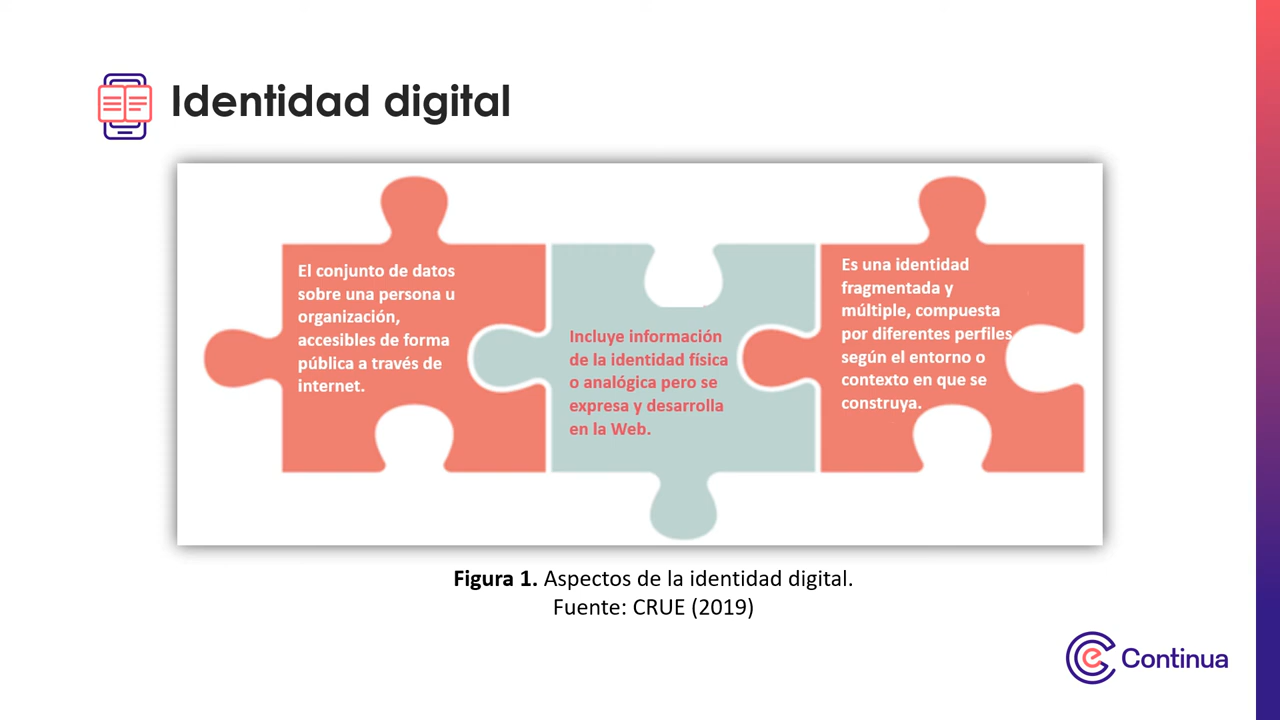 Identidad digital
El conjunto de datos
sobre una persona u
organización,
accesibles de forma
pública a través de
internet.
Incluye información
de la identidad física
o analógica pero se
expresa y desarrolla
en la Web.
Es una identidad
fragmentada y
múltiple, compuesta
por diferentes perfiles
según el entorno o
contexto en que se
construya.
Figura 1. Aspectos de la identidad digital.
Fuente: CRUE (2019)
e Continua